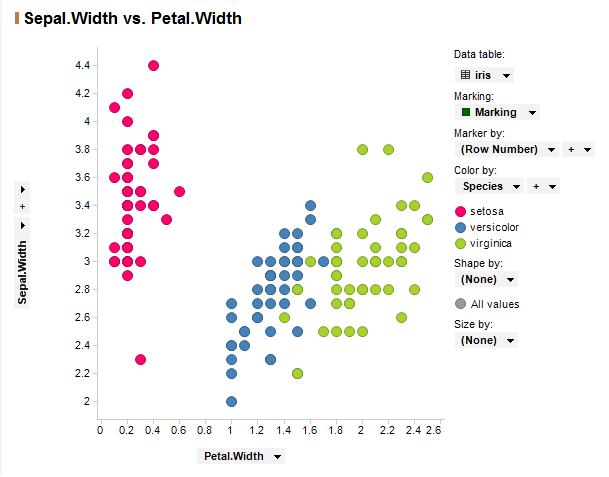 Sepal.Width vs. Petal.Width
Data table:
iris
Marking:
Marking
Marker by:
(Row Number) +
Color by:
Species +
setosa
versicolor
virginica
Shape by:
(None)
All values
Size by:
(None)
+
Sepal.Width
4.4
4.2
4
3.8
3.6
3.4
3.2
3
2.8
2.6
2.4
2.2
2
0 0.2 0.4 0.6 0.8 1 1.2 1.4 1.6 1.8 2 2.2 2.4 2.6
Petal.Width